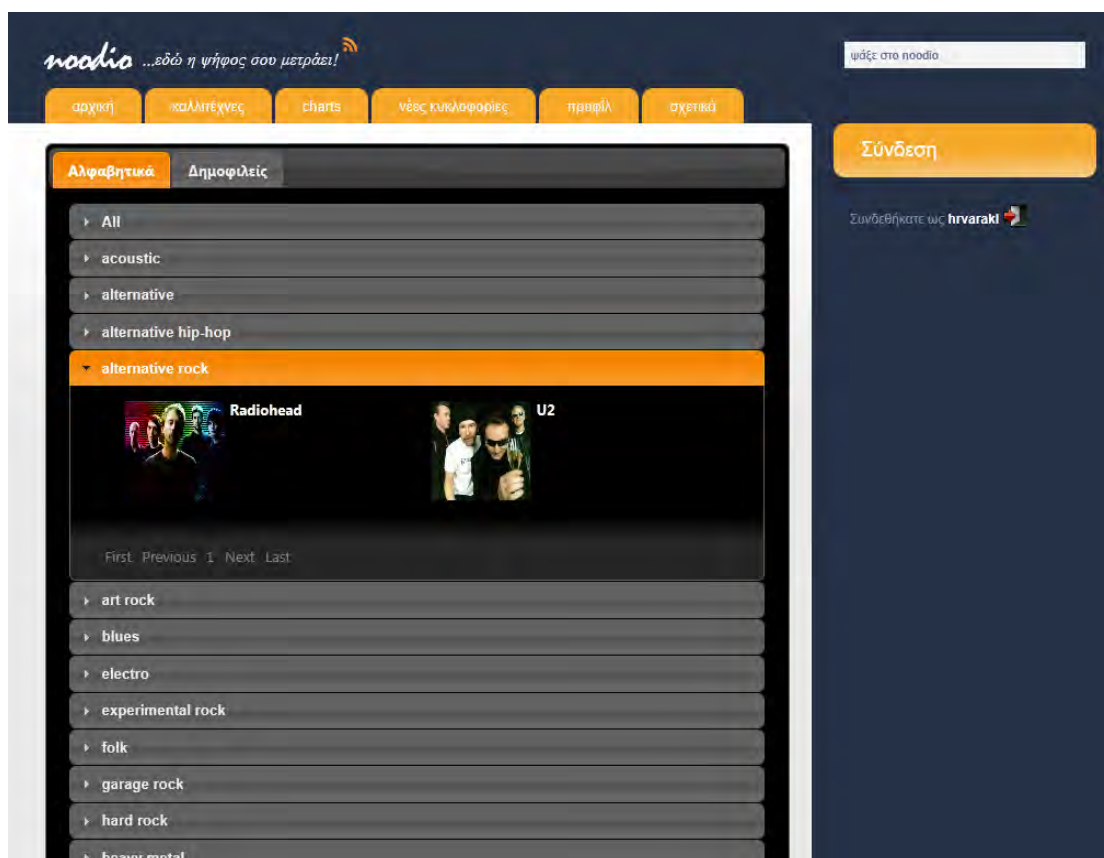 noodio ...εδώ η ψήφος σου μετράει!
ψάξε στο noodio
αρχική καλλιτέχνες charts νέες κυκλοφορίες προφίλ σχετικά
Σύνδεση
Αλφαβητικά Δημοφιλείς
Συνδεθήκατε ως hrvarakl
All
acoustic
alternative
alternative hip-hop
alternative rock
Radiohead U2
First Previous 1 Next Last
art rock
blues
electro
experimental rock
folk
garage rock
hard rock
heavy metal